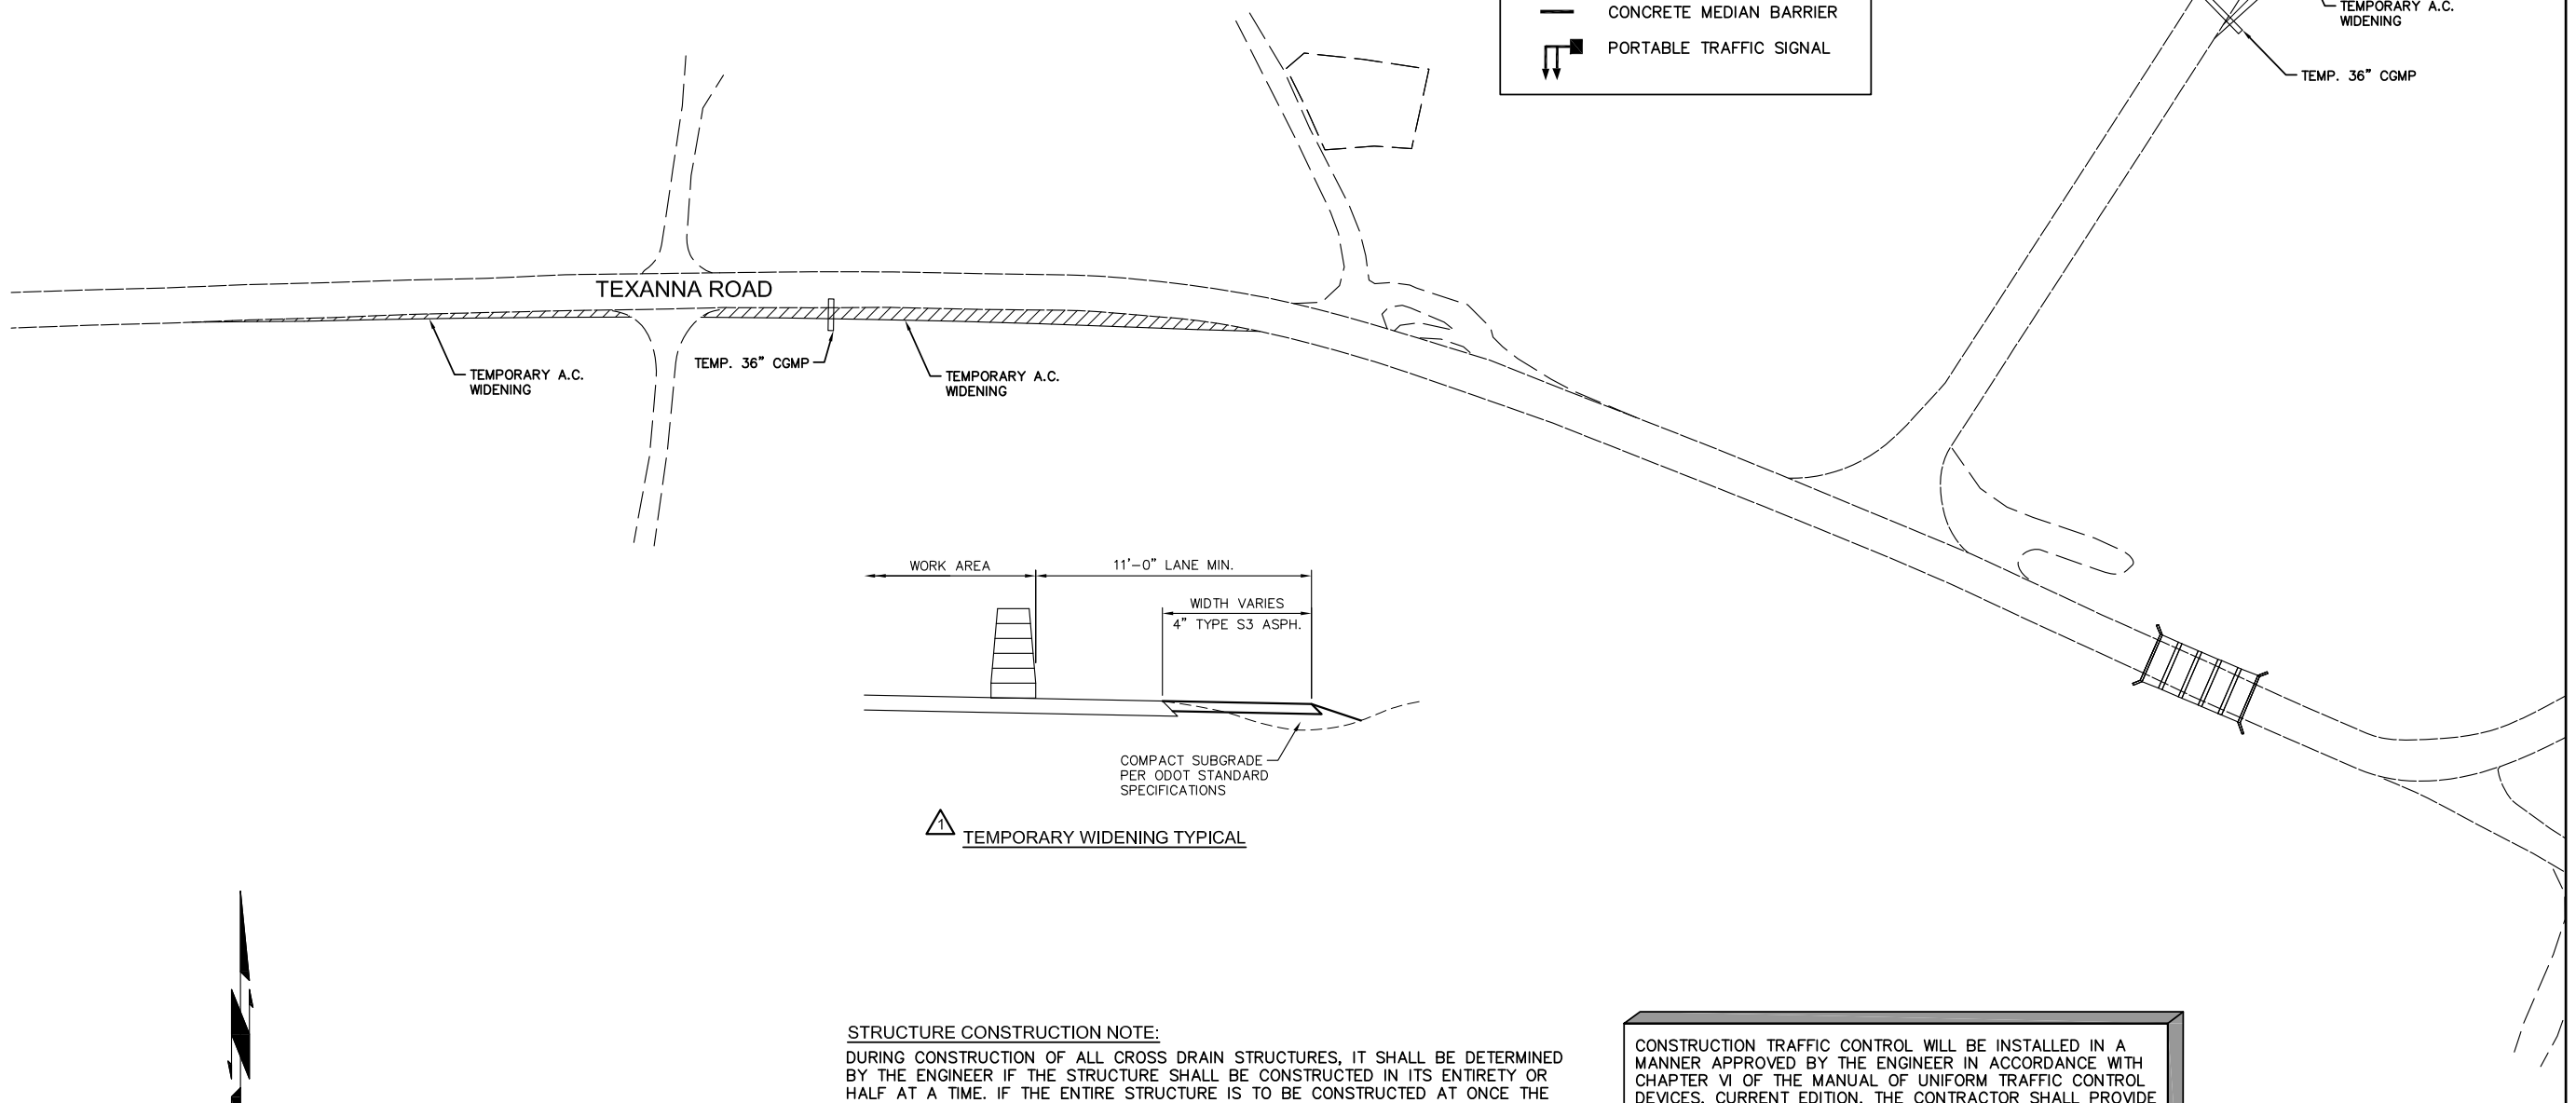 CONCRETE MEDIAN BARRIER
PORTABLE TRAFFIC SIGNAL
TEMPORARY A.C.
WIDENING
TEMP. 36" CGMP
TEXANNA ROAD
TEMPORARY A.C.
WIDENING
TEMP. 36" CGMP
TEMPORARY A.C.
WIDENING
WORK AREA
11'-0" LANE MIN.
WIDTH VARIES
4" TYPE S3 ASPH.
COMPACT SUBGRADE
PER ODOT STANDARD
SPECIFICATIONS
1
TEMPORARY WIDENING TYPICAL
STRUCTURE CONSTRUCTION NOTE:
DURING CONSTRUCTION OF ALL CROSS DRAIN STRUCTURES, IT SHALL BE DETERMINED
BY THE ENGINEER IF THE STRUCTURE SHALL BE CONSTRUCTED IN ITS ENTIRETY OR
HALF AT A TIME. IF THE ENTIRE STRUCTURE IS TO BE CONSTRUCTED AT ONCE THE
CONSTRUCTION TRAFFIC CONTROL WILL BE INSTALLED IN A
MANNER APPROVED BY THE ENGINEER IN ACCORDANCE WITH
CHAPTER VI OF THE MANUAL OF UNIFORM TRAFFIC CONTROL
DEVICES, CURRENT EDITION. THE CONTRACTOR SHALL PROVIDE